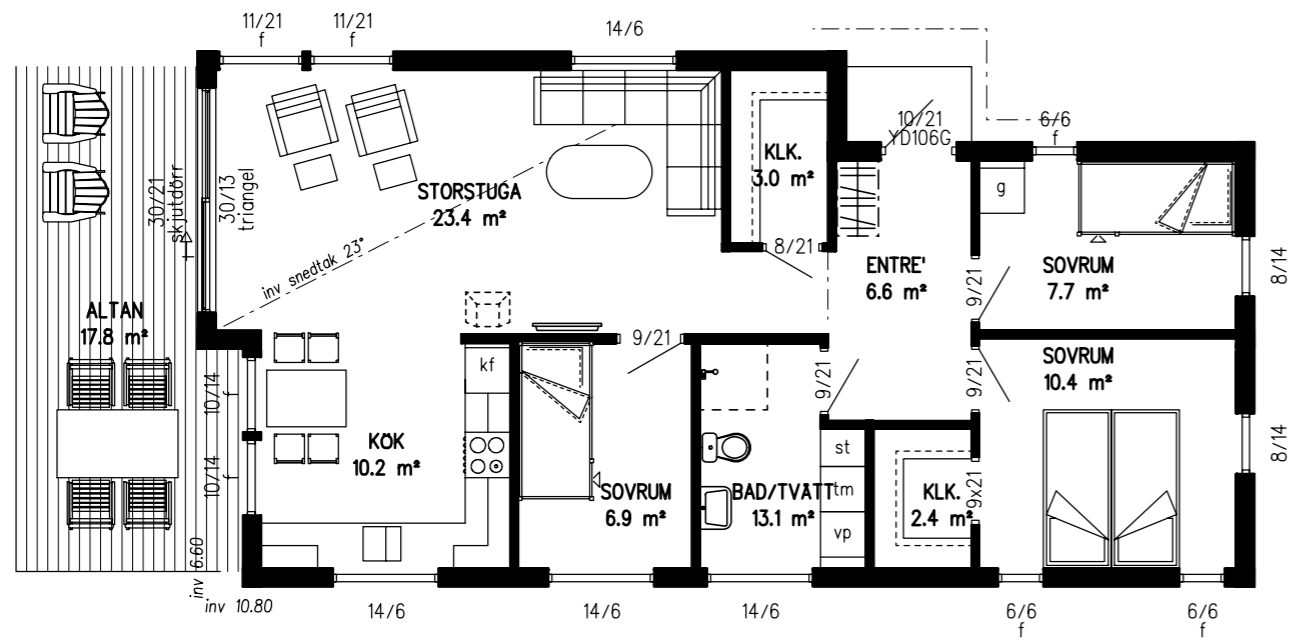 11/21
f
11/21
f
14/6
10/21
YD106G
6/6
f
30/21
skjutdörr
30/13
triangel
STORSTUGA
23.4 m²
KLK.
3.0 m²
g
inv snedtak 23°
8/21
ENTRE'
6.6 m²
9/21
SOVRUM
7.7 m²
8/14
ALTAN
17.8 m²
kf
9/21
9/21
9/21
SOVRUM
10.4 m²
10/14
f
10/14
f
KÖK
10.2 m²
SOVRUM
6.9 m²
BAD/TVÄTT
13.1 m²
st
tm
vp
KLK.
2.4 m²
9x21
8/14
inv 6.60
inv 10.80
14/6
14/6
14/6
6/6
f
6/6
f